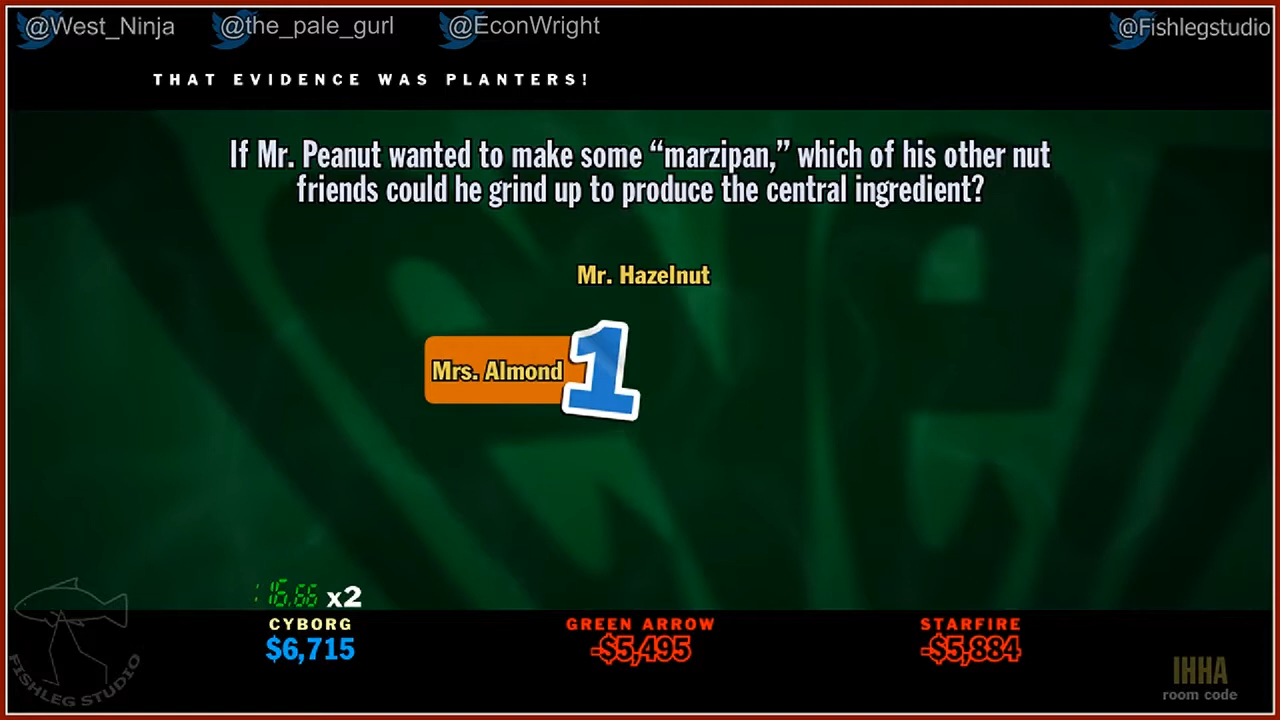 @West_Ninja @the_pale_gurl @EconWright @Fishlegstudio
THAT EVIDENCE WAS PLANTERS!
If Mr. Peanut wanted to make some “marzipan,” which of his other nut
friends could he grind up to produce the central ingredient?
Mr. Hazelnut
Mrs. Almond 1
x2
CYBORG GREEN ARROW STARFIRE
$6,715 -$5,495 -$5,884
FISHLEG STUDIO
IHHA
room code